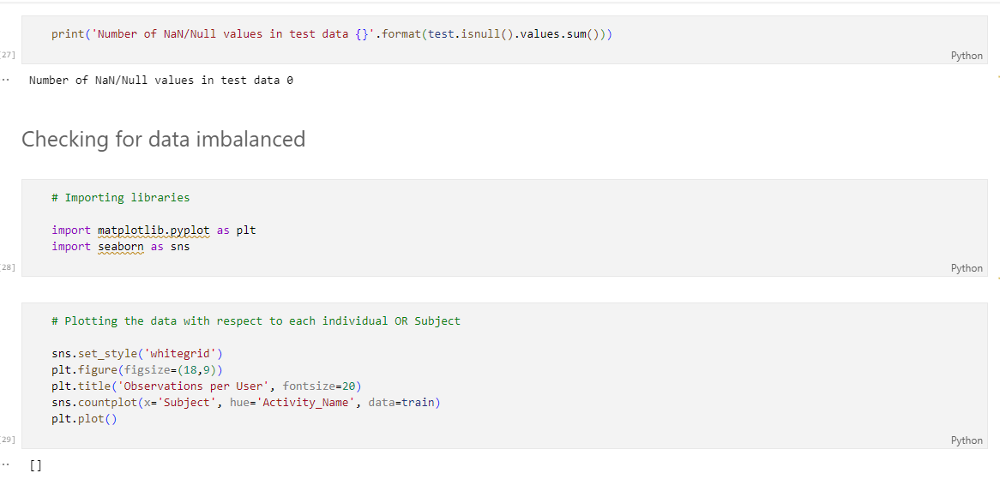 print('Number of NaN/Null values in test data {}'.format(test.isnull().values.sum()))
[27]
Python
Number of NaN/Null values in test data 0
Checking for data imbalanced
# Importing libraries
import matplotlib.pyplot as plt
import seaborn as sns
[28]
Python
# Plotting the data with respect to each individual OR Subject
sns.set_style('whitegrid')
plt.figure(figsize=(18,9))
plt.title('Observations per User', fontsize=20)
sns.countplot(x='Subject', hue='Activity_Name', data=train)
plt.plot()
[29]
Python
[]